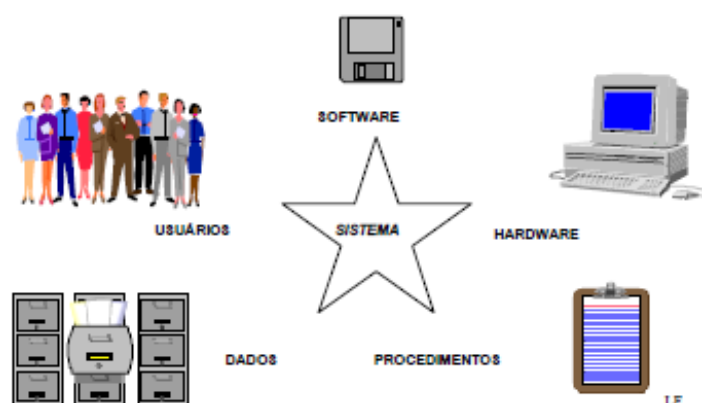 SOFTWARE
USUÁRIOS
SISTEMA
HARDWARE
DADOS
PROCEDIMENTOS